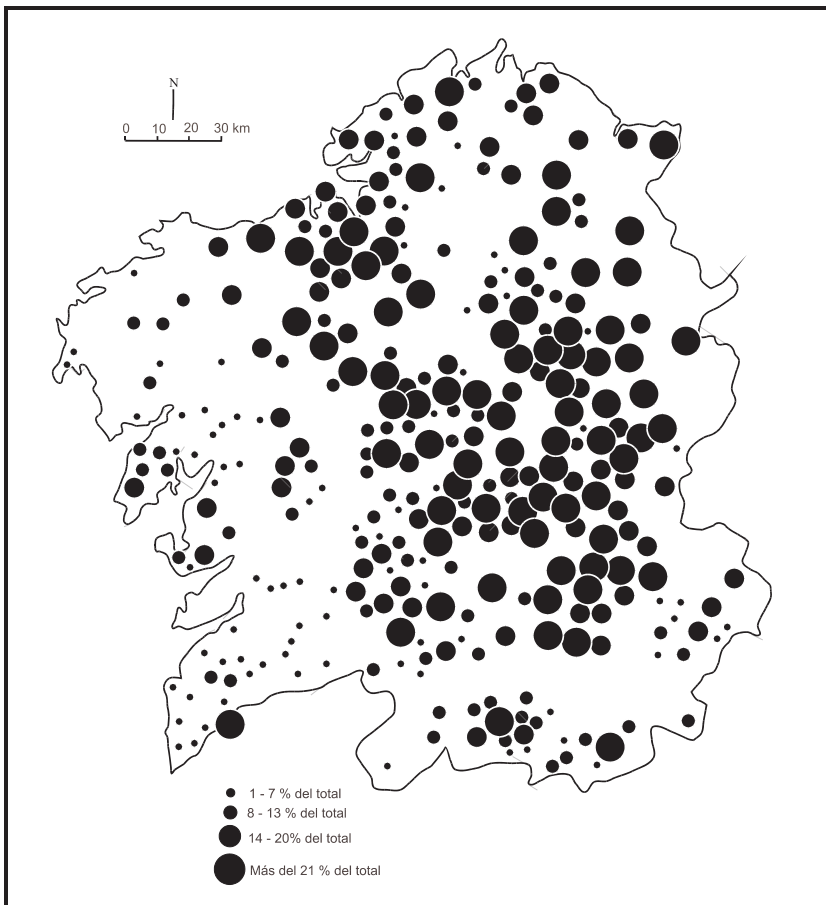 N
0 10 20 30 km
1 - 7 % del total
8 - 13 % del total
14 - 20% del total
Más del 21 % del total